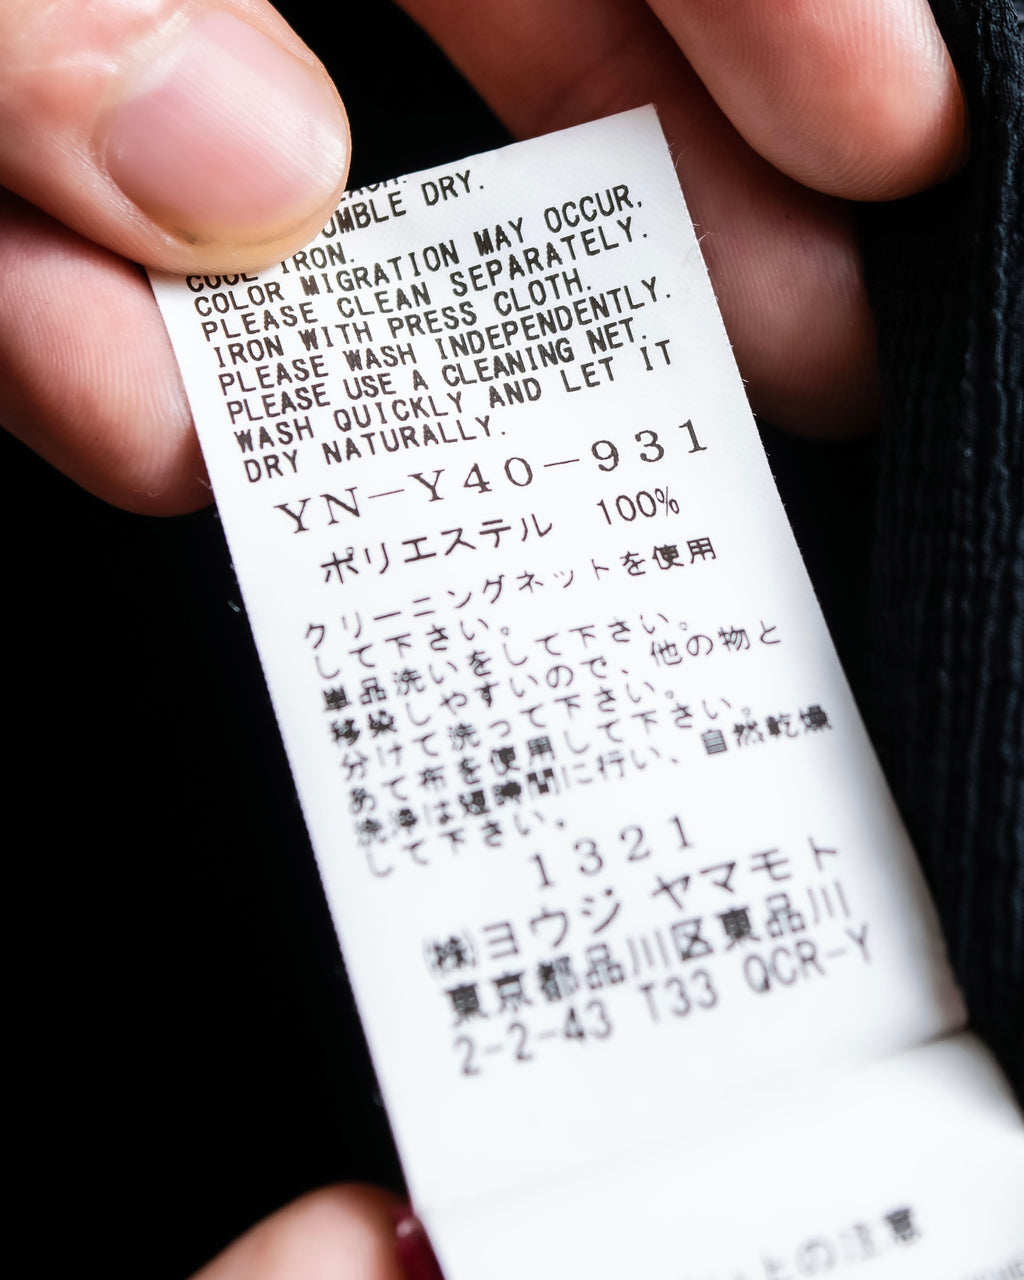 UMBLE DRY.
COOL IRON.
COLOR MIGRATION MAY OCCUR,
PLEASE CLEAN SEPARATELY.
IRON WITH PRESS CLOTH.
PLEASE WASH INDEPENDENTLY.
PLEASE USE A CLEANING NET.
WASH QUICKLY AND LET IT
DRY NATURALLY.
YN-Y40-931
ポリエステル 100%
クリーニングネットを使用
して下さい。
単品洗いをして下さい。
移染しやすいので、他の物と
分けて洗って下さい。
あて布を使用して下さい。
洗浄は短時間に行い、自然乾燥
して下さい。
1321
㈱ヨウジ ヤマモト
東京都品川区東品川
2-2-43 T33 QCR-Y
上の注意